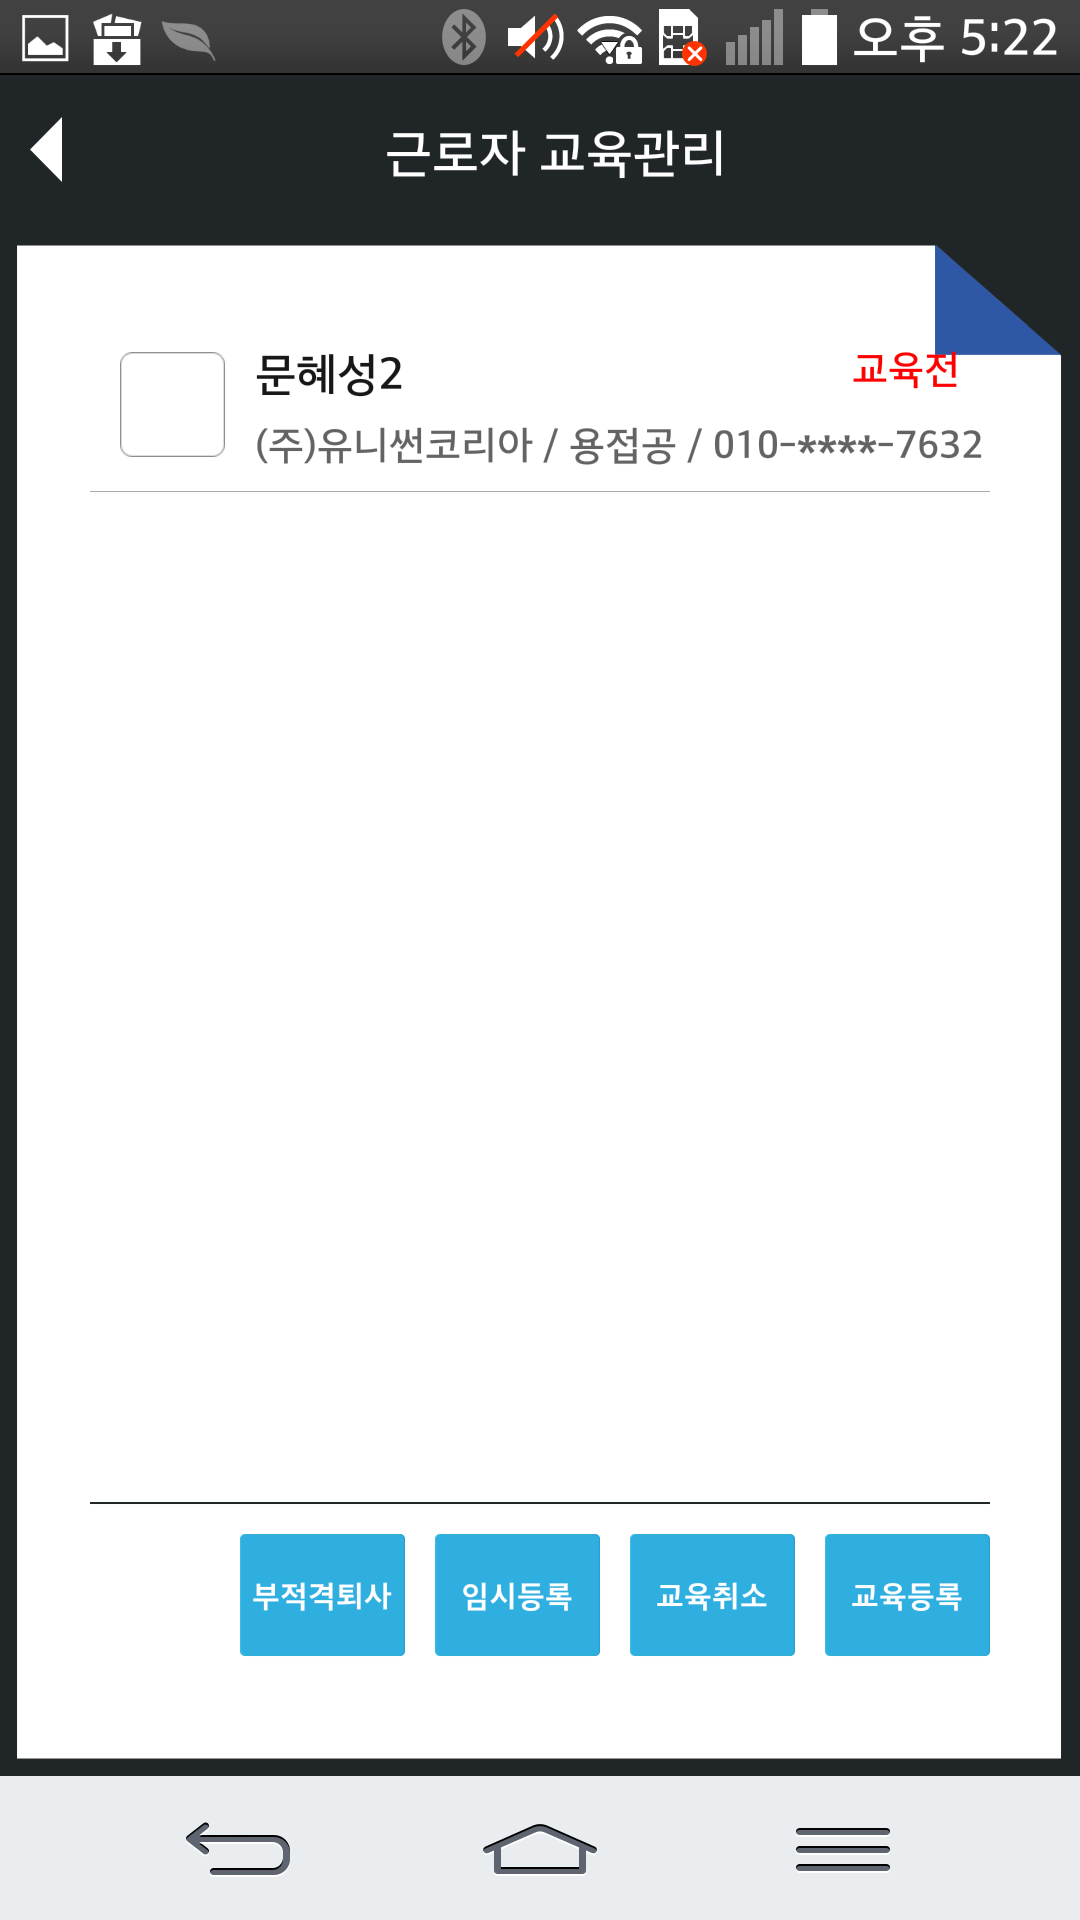 오후 5:22
근로자 교육관리
문혜성2
교육전
(주)유니썬코리아 / 용접공 / 010-****-7632
부적격퇴사
임시등록
교육취소
교육등록